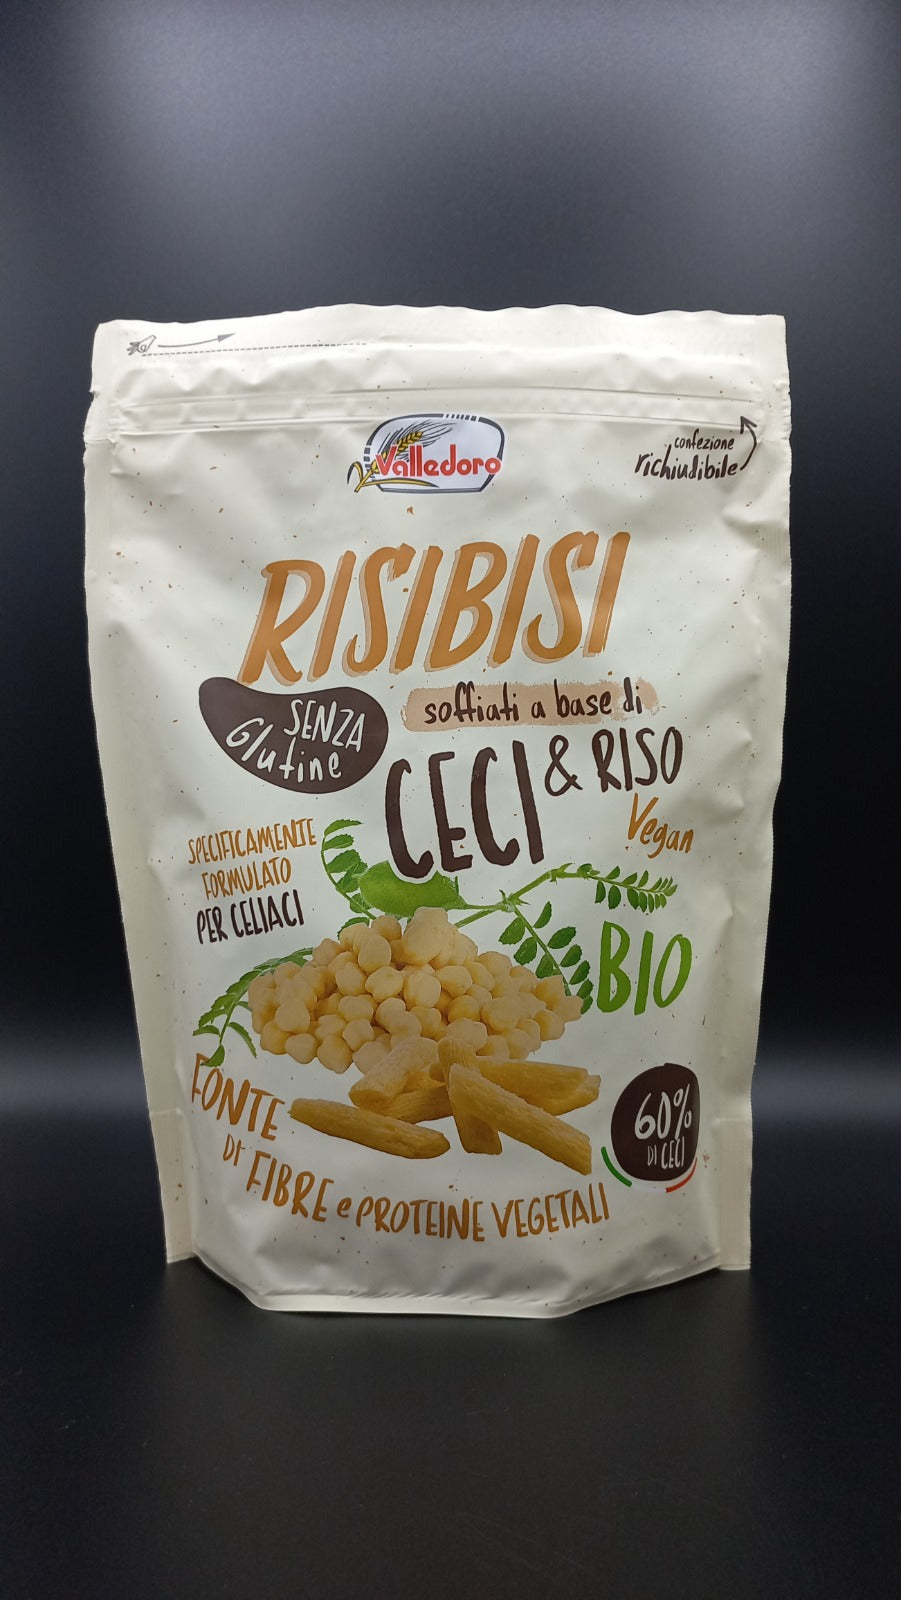 Valledoro
confezione
richiudibile
RISIBISI
SENZA
Glutine
soffiati a base di
CECI & RISO
Vegan
SPECIFICAMENTE
FORMULATO
PER CELIACI
BIO
60%
DI CECI
FONTE
DI FIBRE e PROTEINE VEGETALI